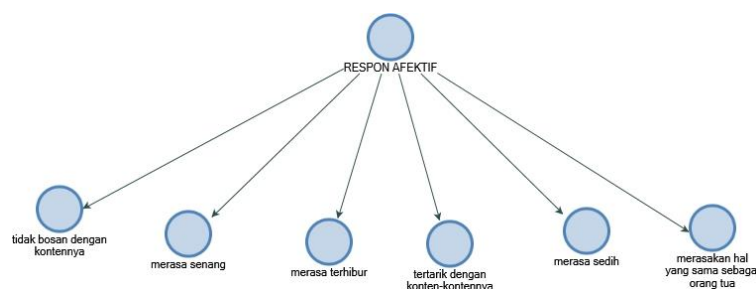 RESPON AFEKTIF
tidak bosan dengan
kontennya
merasa senang
merasa terhibur
tertarik dengan
konten-kontennya
merasa sedih
merasakan hal
yang sama sebaga
orang tua